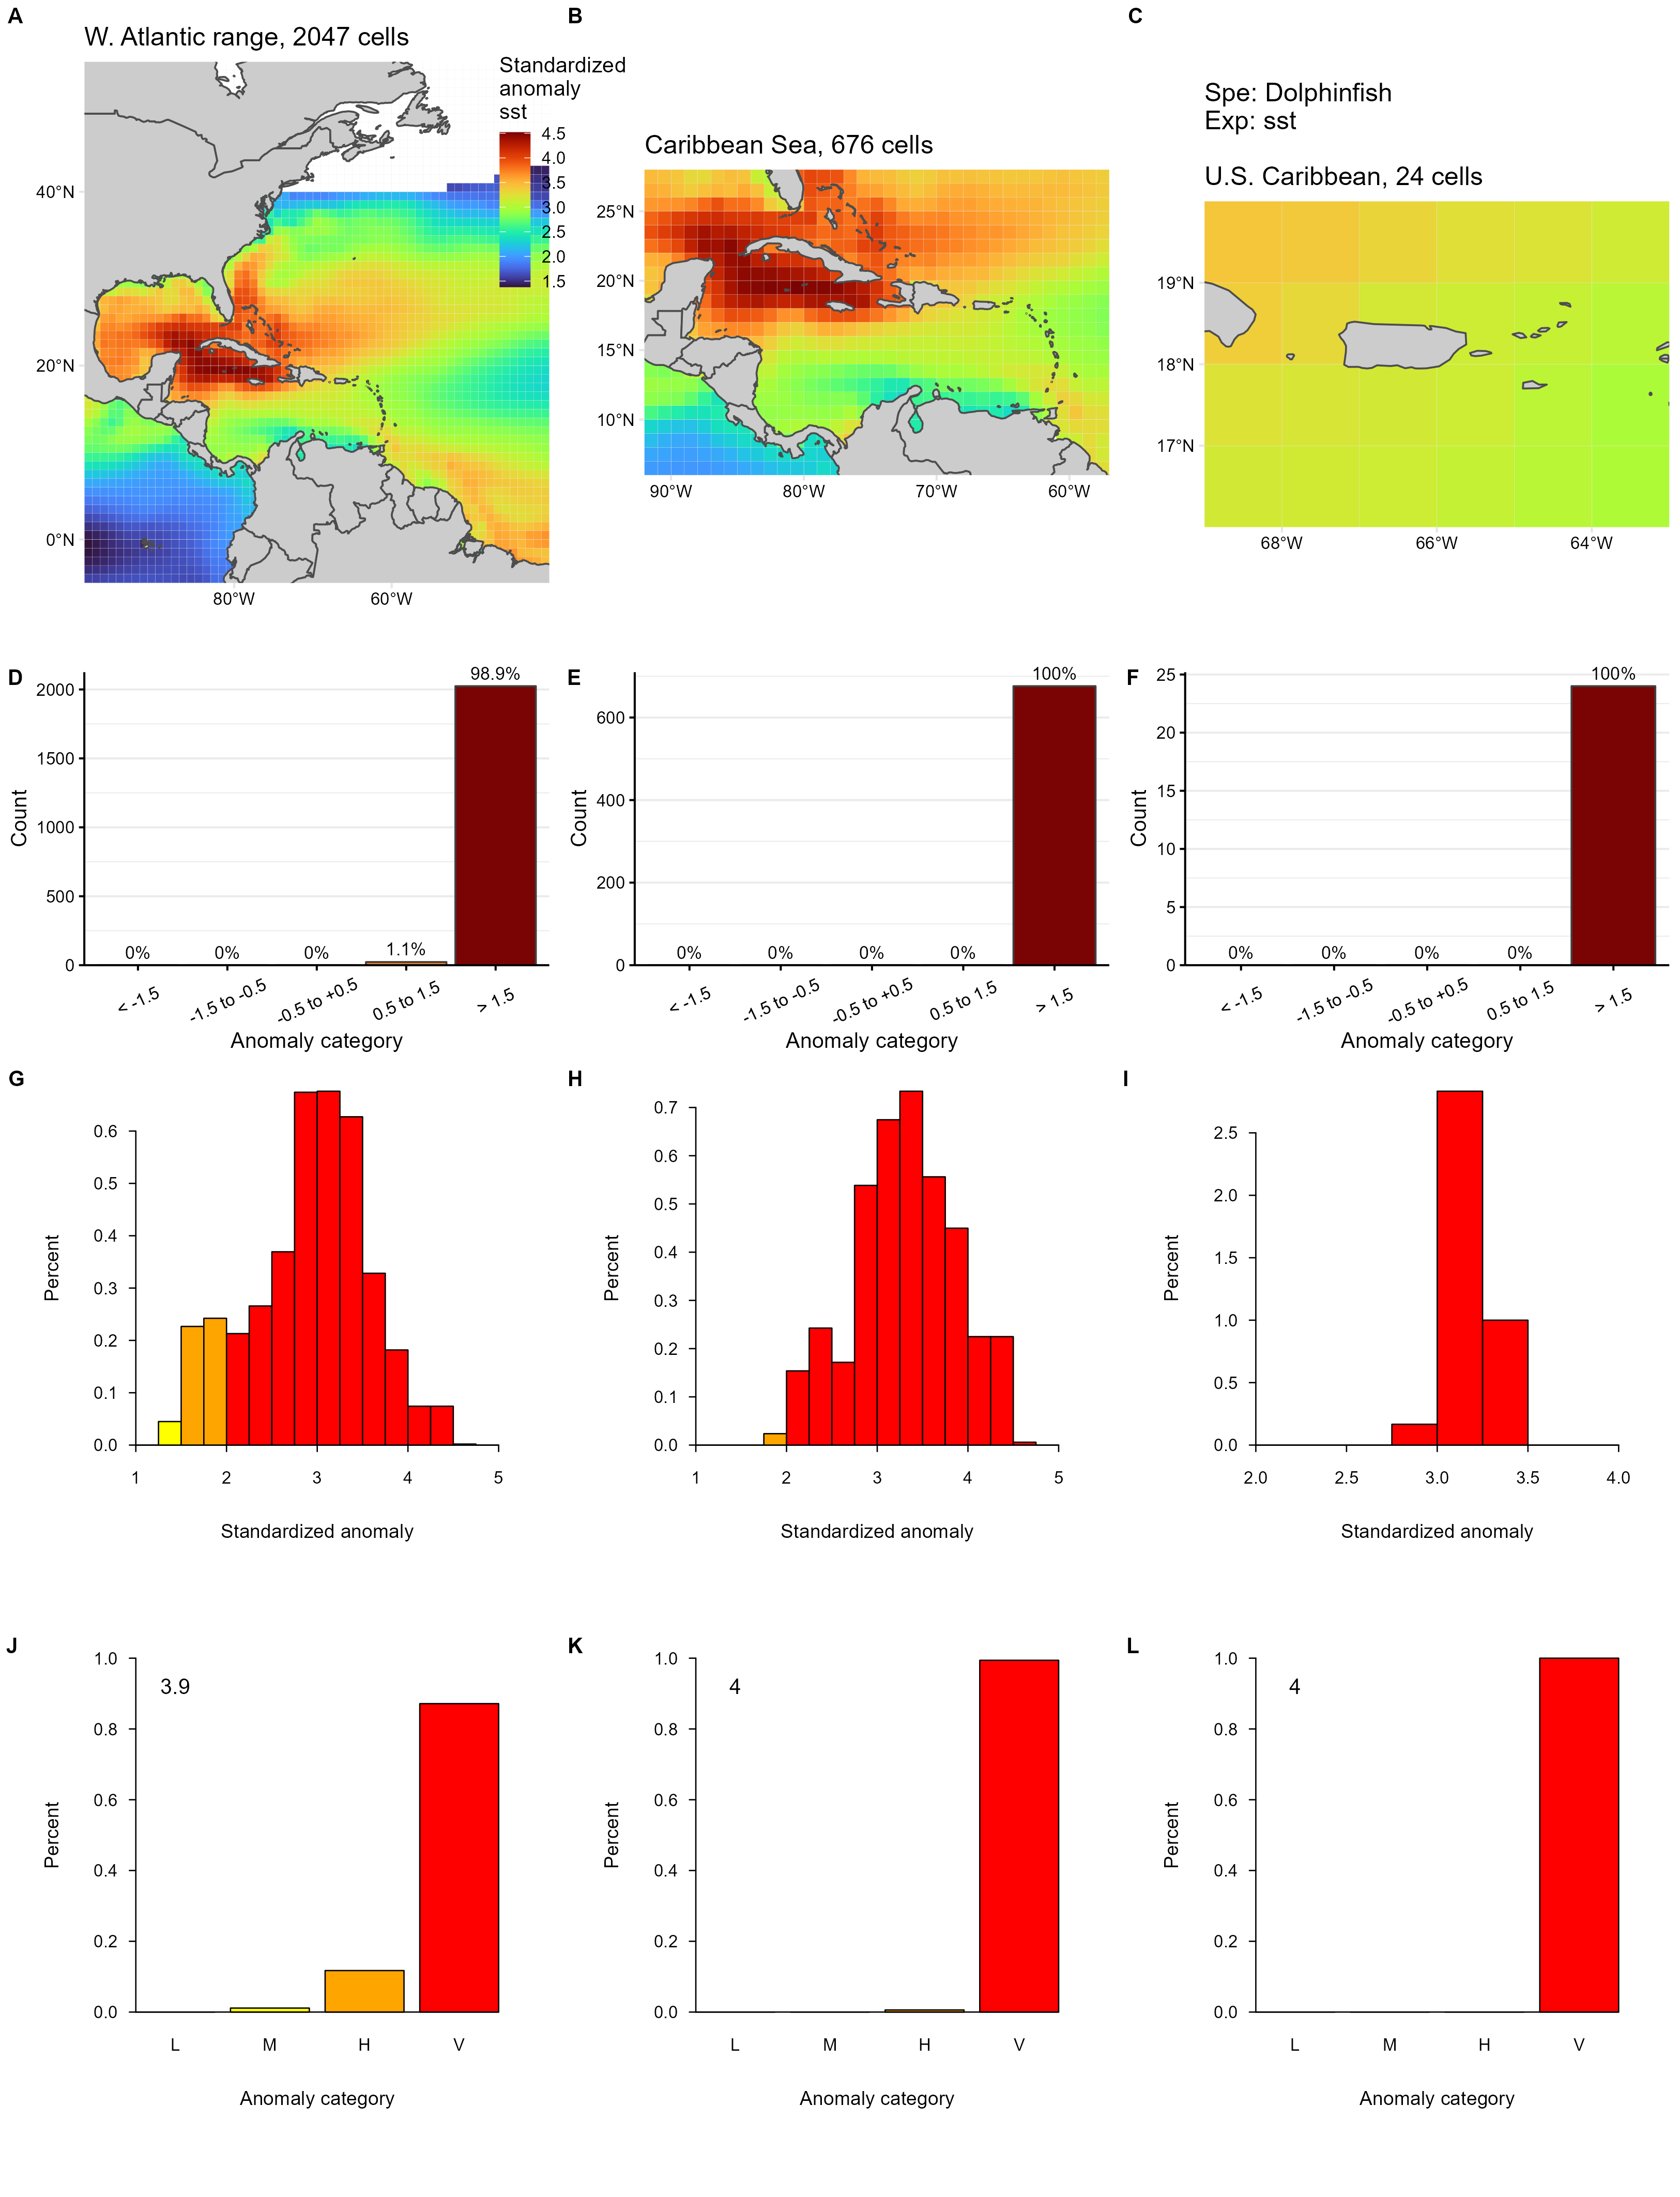 A
W. Atlantic range, 2047 cells
Standardized
anomaly
sst
4.5
4.0
3.5
3.0
2.5
2.0
1.5
40°N
20°N
0°N
80°W
60°W
B
Caribbean Sea, 676 cells
25°N
20°N
15°N
10°N
90°W
80°W
70°W
60°W
C
Spe: Dolphinfish
Exp: sst
U.S. Caribbean, 24 cells
19°N
18°N
17°N
68°W
66°W
64°W
D
Count
2000
1500
1000
500
0
0%
0%
0%
1.1%
98.9%
< -1.5
-1.5 to -0.5
-0.5 to +0.5
0.5 to 1.5
> 1.5
Anomaly category
E
Count
600
400
200
0
0%
0%
0%
0%
100%
< -1.5
-1.5 to -0.5
-0.5 to +0.5
0.5 to 1.5
> 1.5
Anomaly category
F
Count
25
20
15
10
5
0
0%
0%
0%
0%
100%
< -1.5
-1.5 to -0.5
-0.5 to +0.5
0.5 to 1.5
> 1.5
Anomaly category
G
Percent
0.6
0.5
0.4
0.3
0.2
0.1
0.0
1
2
3
4
5
Standardized anomaly
H
Percent
0.7
0.6
0.5
0.4
0.3
0.2
0.1
0.0
1
2
3
4
5
Standardized anomaly
I
Percent
2.5
2.0
1.5
1.0
0.5
0.0
2.0
2.5
3.0
3.5
4.0
Standardized anomaly
J
3.9
Percent
1.0
0.8
0.6
0.4
0.2
0.0
L
M
H
V
Anomaly category
K
4
Percent
1.0
0.8
0.6
0.4
0.2
0.0
L
M
H
V
Anomaly category
L
4
Percent
1.0
0.8
0.6
0.4
0.2
0.0
L
M
H
V
Anomaly category